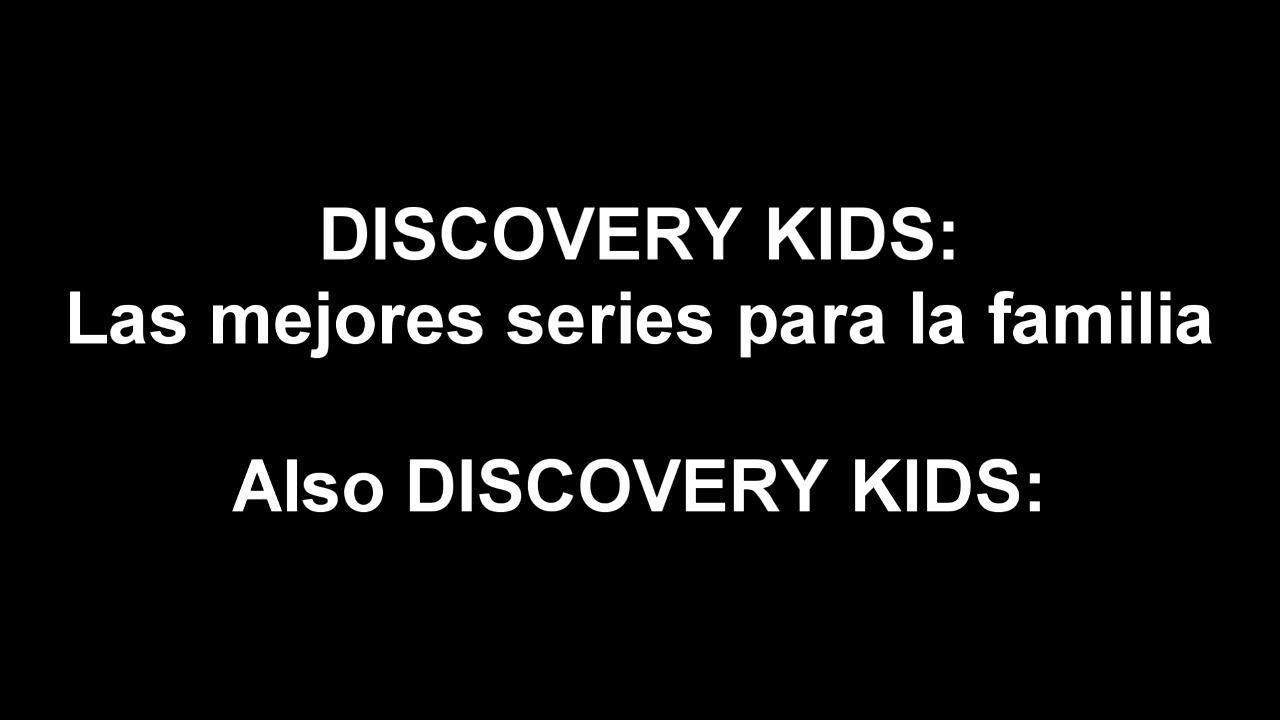 DISCOVERY KIDS:
Las mejores series para la familia
Also DISCOVERY KIDS: